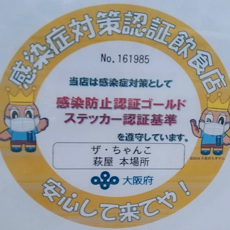 感染症対策認証飲食店
No.161985
当店は感染症対策として
感染防止認証ゴールド
ステッカー認証基準
を遵守しています。
ザ・ちゃんこ
萩屋 本場所
大阪府
安心して来てや!